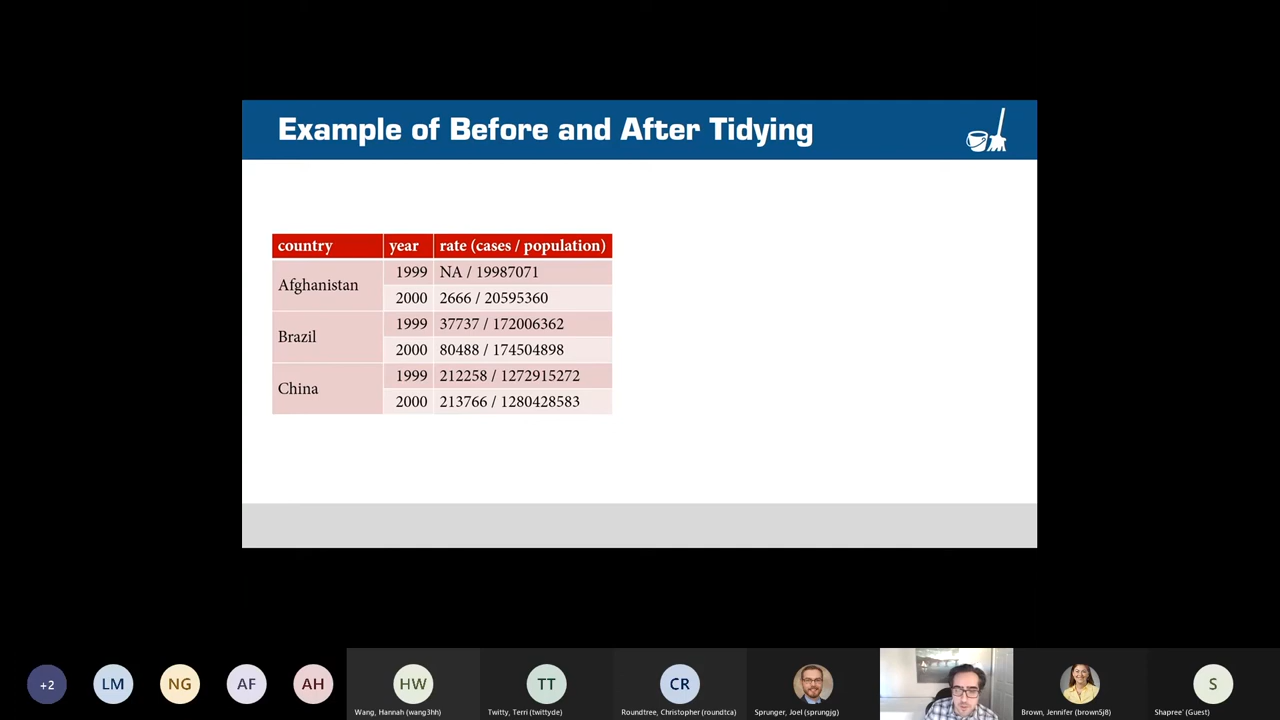 Example of Before and After Tidying
country year rate (cases / population)
Afghanistan
1999 NA / 19987071
2000 2666 / 20595360
Brazil
1999 37737 / 172006362
2000 80488 / 174504898
China
1999 212258 / 1272915272
2000 213766 / 1280428583
+2
LM
NG
AF
AH
HW
TT
CR
S
Wang, Hannah (wang3hh)
Twitty, Terri (twittyde)
Roundtree, Christopher (roundtca)
Sprunger, Joel (sprungjg)
Brown, Jennifer (brown5j8)
Shapree' (Guest)